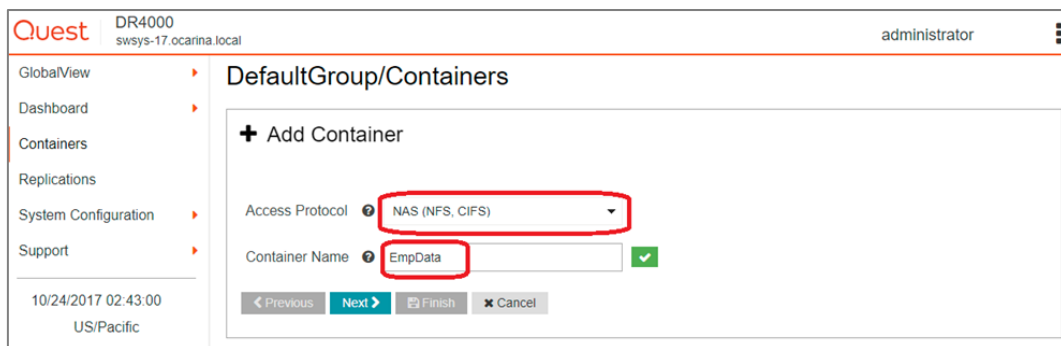 Quest
DR4000
swsys-17.ocarina.local
administrator
GlobalView
Dashboard
Containers
Replications
System Configuration
Support
10/24/2017 02:43:00
US/Pacific
DefaultGroup/Containers
Add Container
Access Protocol ? NAS (NFS, CIFS)
Container Name ? EmpData
Previous Next Finish Cancel